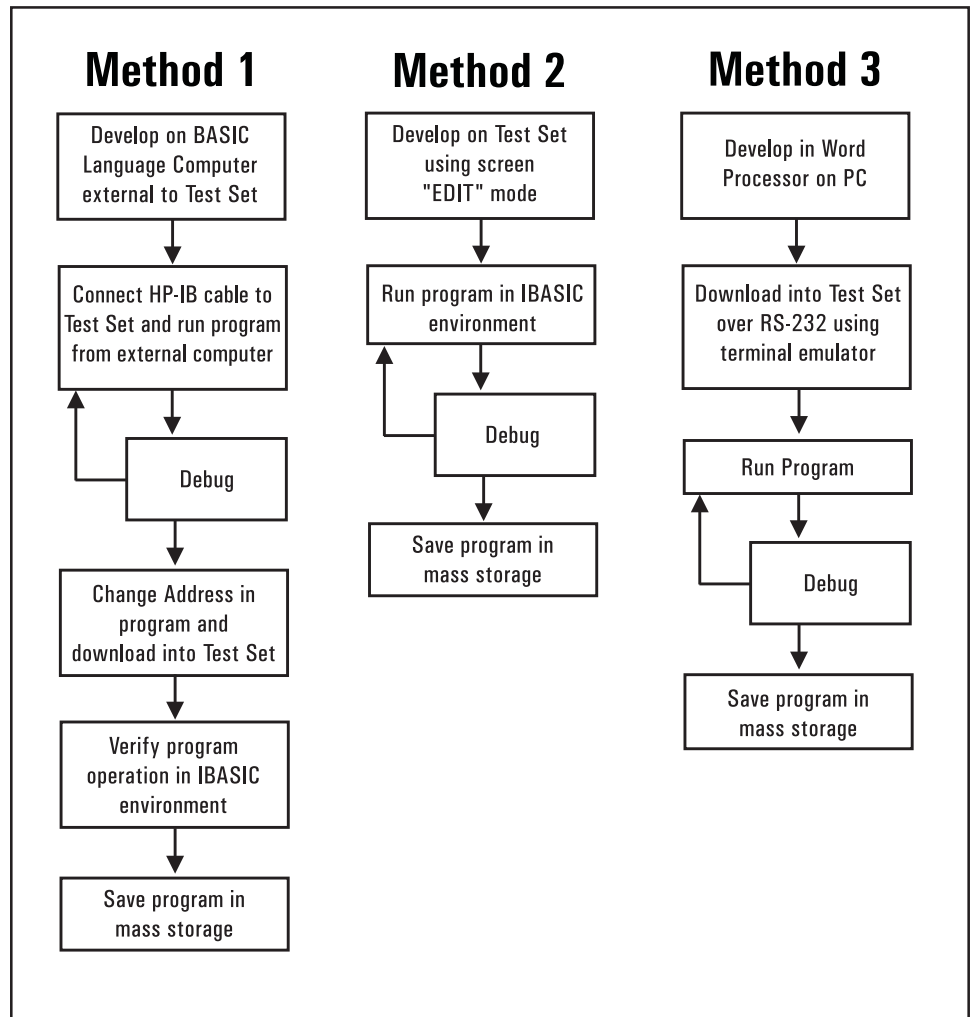 Method 1
Develop on BASIC
Language Computer
external to Test Set
Connect HP-IB cable to
Test Set and run program
from external computer
Debug
Change Address in
program and
download into Test Set
Verify program
operation in IBASIC
environment
Save program in
mass storage
Method 2
Develop on Test Set
using screen
"EDIT" mode
Run program in IBASIC
environment
Debug
Save program in
mass storage
Method 3
Develop in Word
Processor on PC
Download into Test Set
over RS-232 using
terminal emulator
Run Program
Debug
Save program in
mass storage